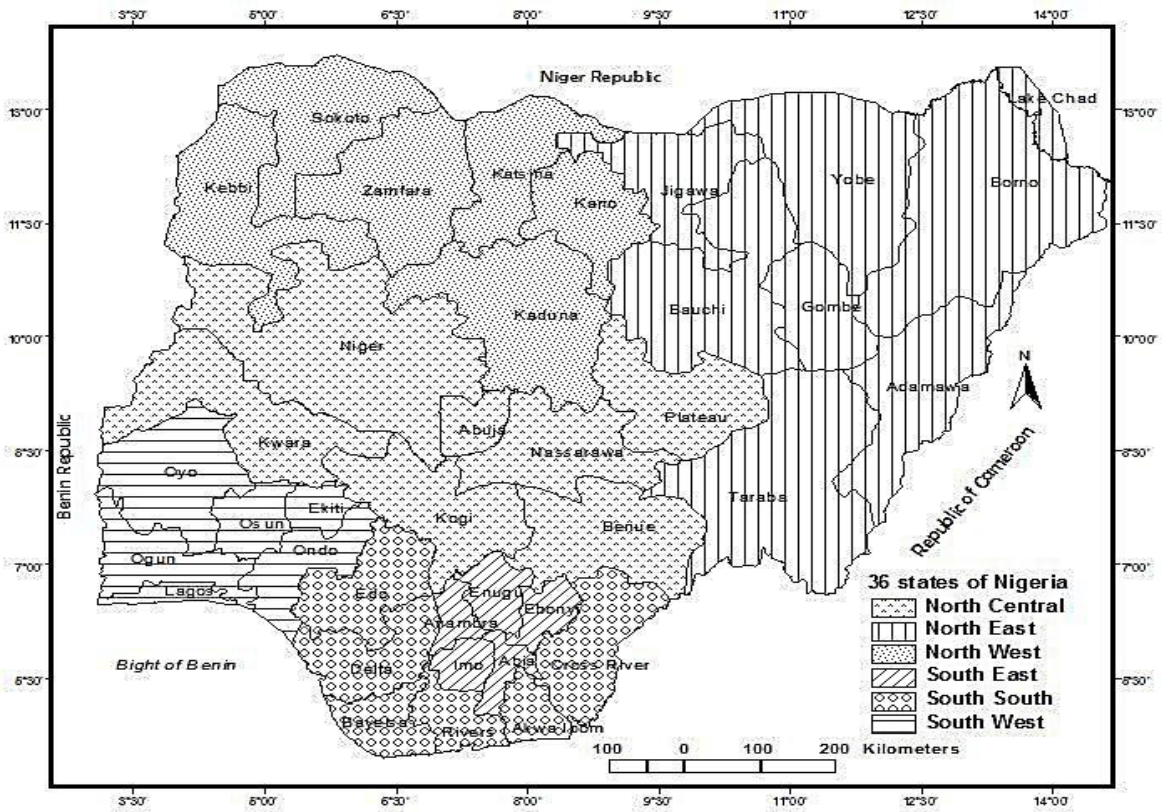 3°30' 5°00' 6°30' 8°00' 9°30' 11°00' 12°30' 14°00'
Niger Republic
Lake Chad
13°00' 13°00'
Sokoto
Kebbi
Zamfara
Katsina
Kano
Jigawa
Yobe
Borno
11°30' 11°30'
Bauchi
Gombe
Kaduna
Niger
10°00' 10°00'
N
Adamawa
Plateau
Abuja
Kwara
Nassarawa
8°30' 8°30'
Benin Republic
Republic of Cameroon
Oyo
Taraba
Ekiti
Osun
Kogi
Benue
Ondo
Ogun
7°00' 7°00'
Lagos
Edo
Enugu
Ebonyi
Anambra
Imo
Abia
Cross River
Delta
Bight of Benin
5°30' 5°30'
Bayelsa
Rivers
Akwa Ibom
36 states of Nigeria
North Central
North East
North West
South East
South South
South West
100 0 100 200 Kilometers
3°30' 5°00' 6°30' 8°00' 9°30' 11°00' 12°30' 14°00'